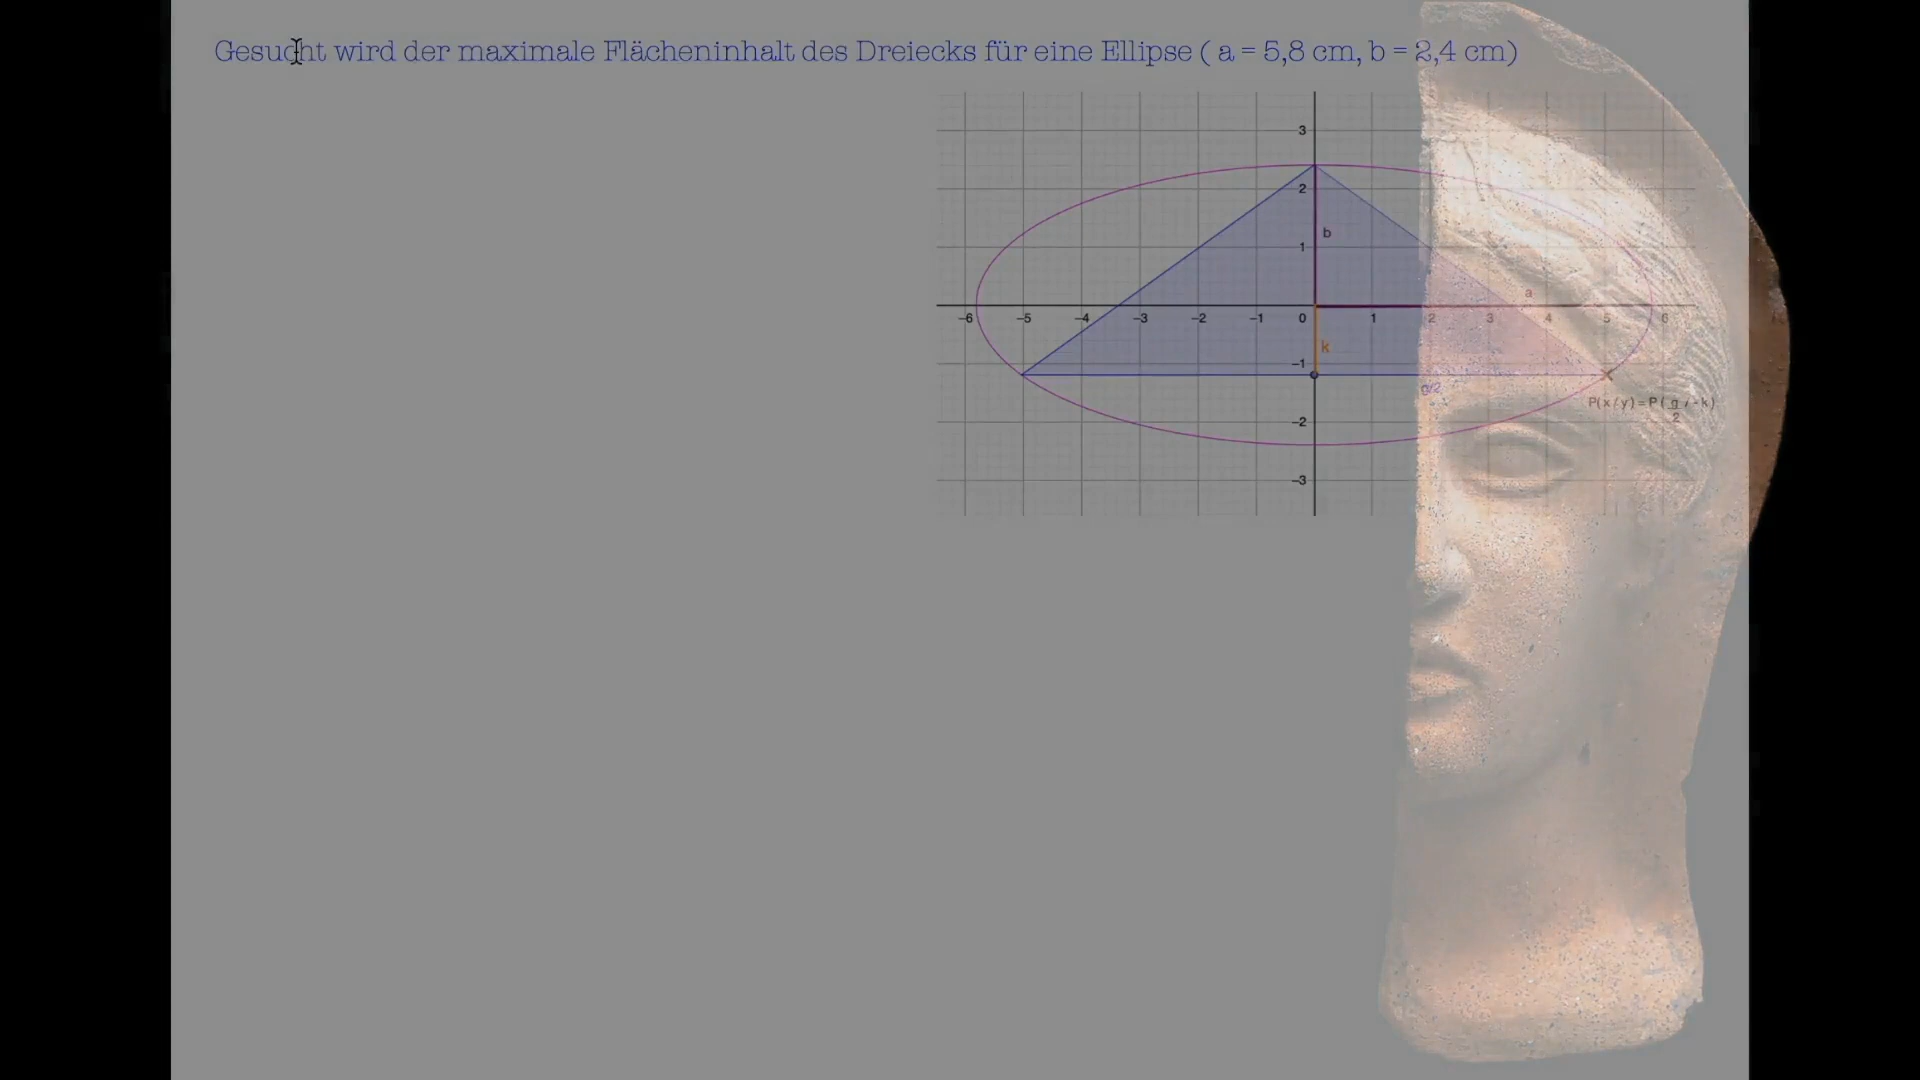 Gesucht wird der maximale Flächeninhalt des Dreiecks für eine Ellipse ( a = 5,8 cm, b = 2,4 cm)
3
2
b
1
a
−6 −5 −4 −3 −2 −1 0 1 2 3 4 5 6
k
−1
g/2
P(x/y)=P(g/2/-k)
−2
−3